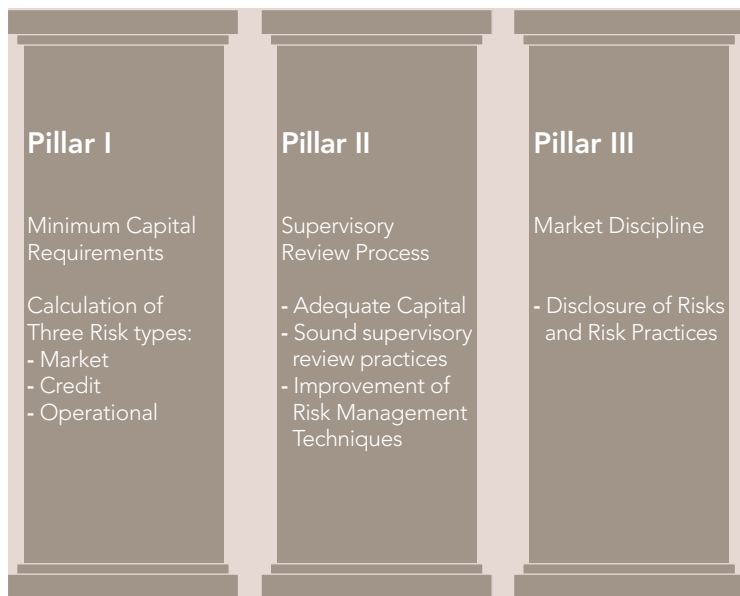 Pillar I
Minimum Capital
Requirements
Calculation of
Three Risk types:
- Market
- Credit
- Operational
Pillar II
Supervisory
Review Process
- Adequate Capital
- Sound supervisory
review practices
- Improvement of
Risk Management
Techniques
Pillar III
Market Discipline
- Disclosure of Risks
and Risk Practices